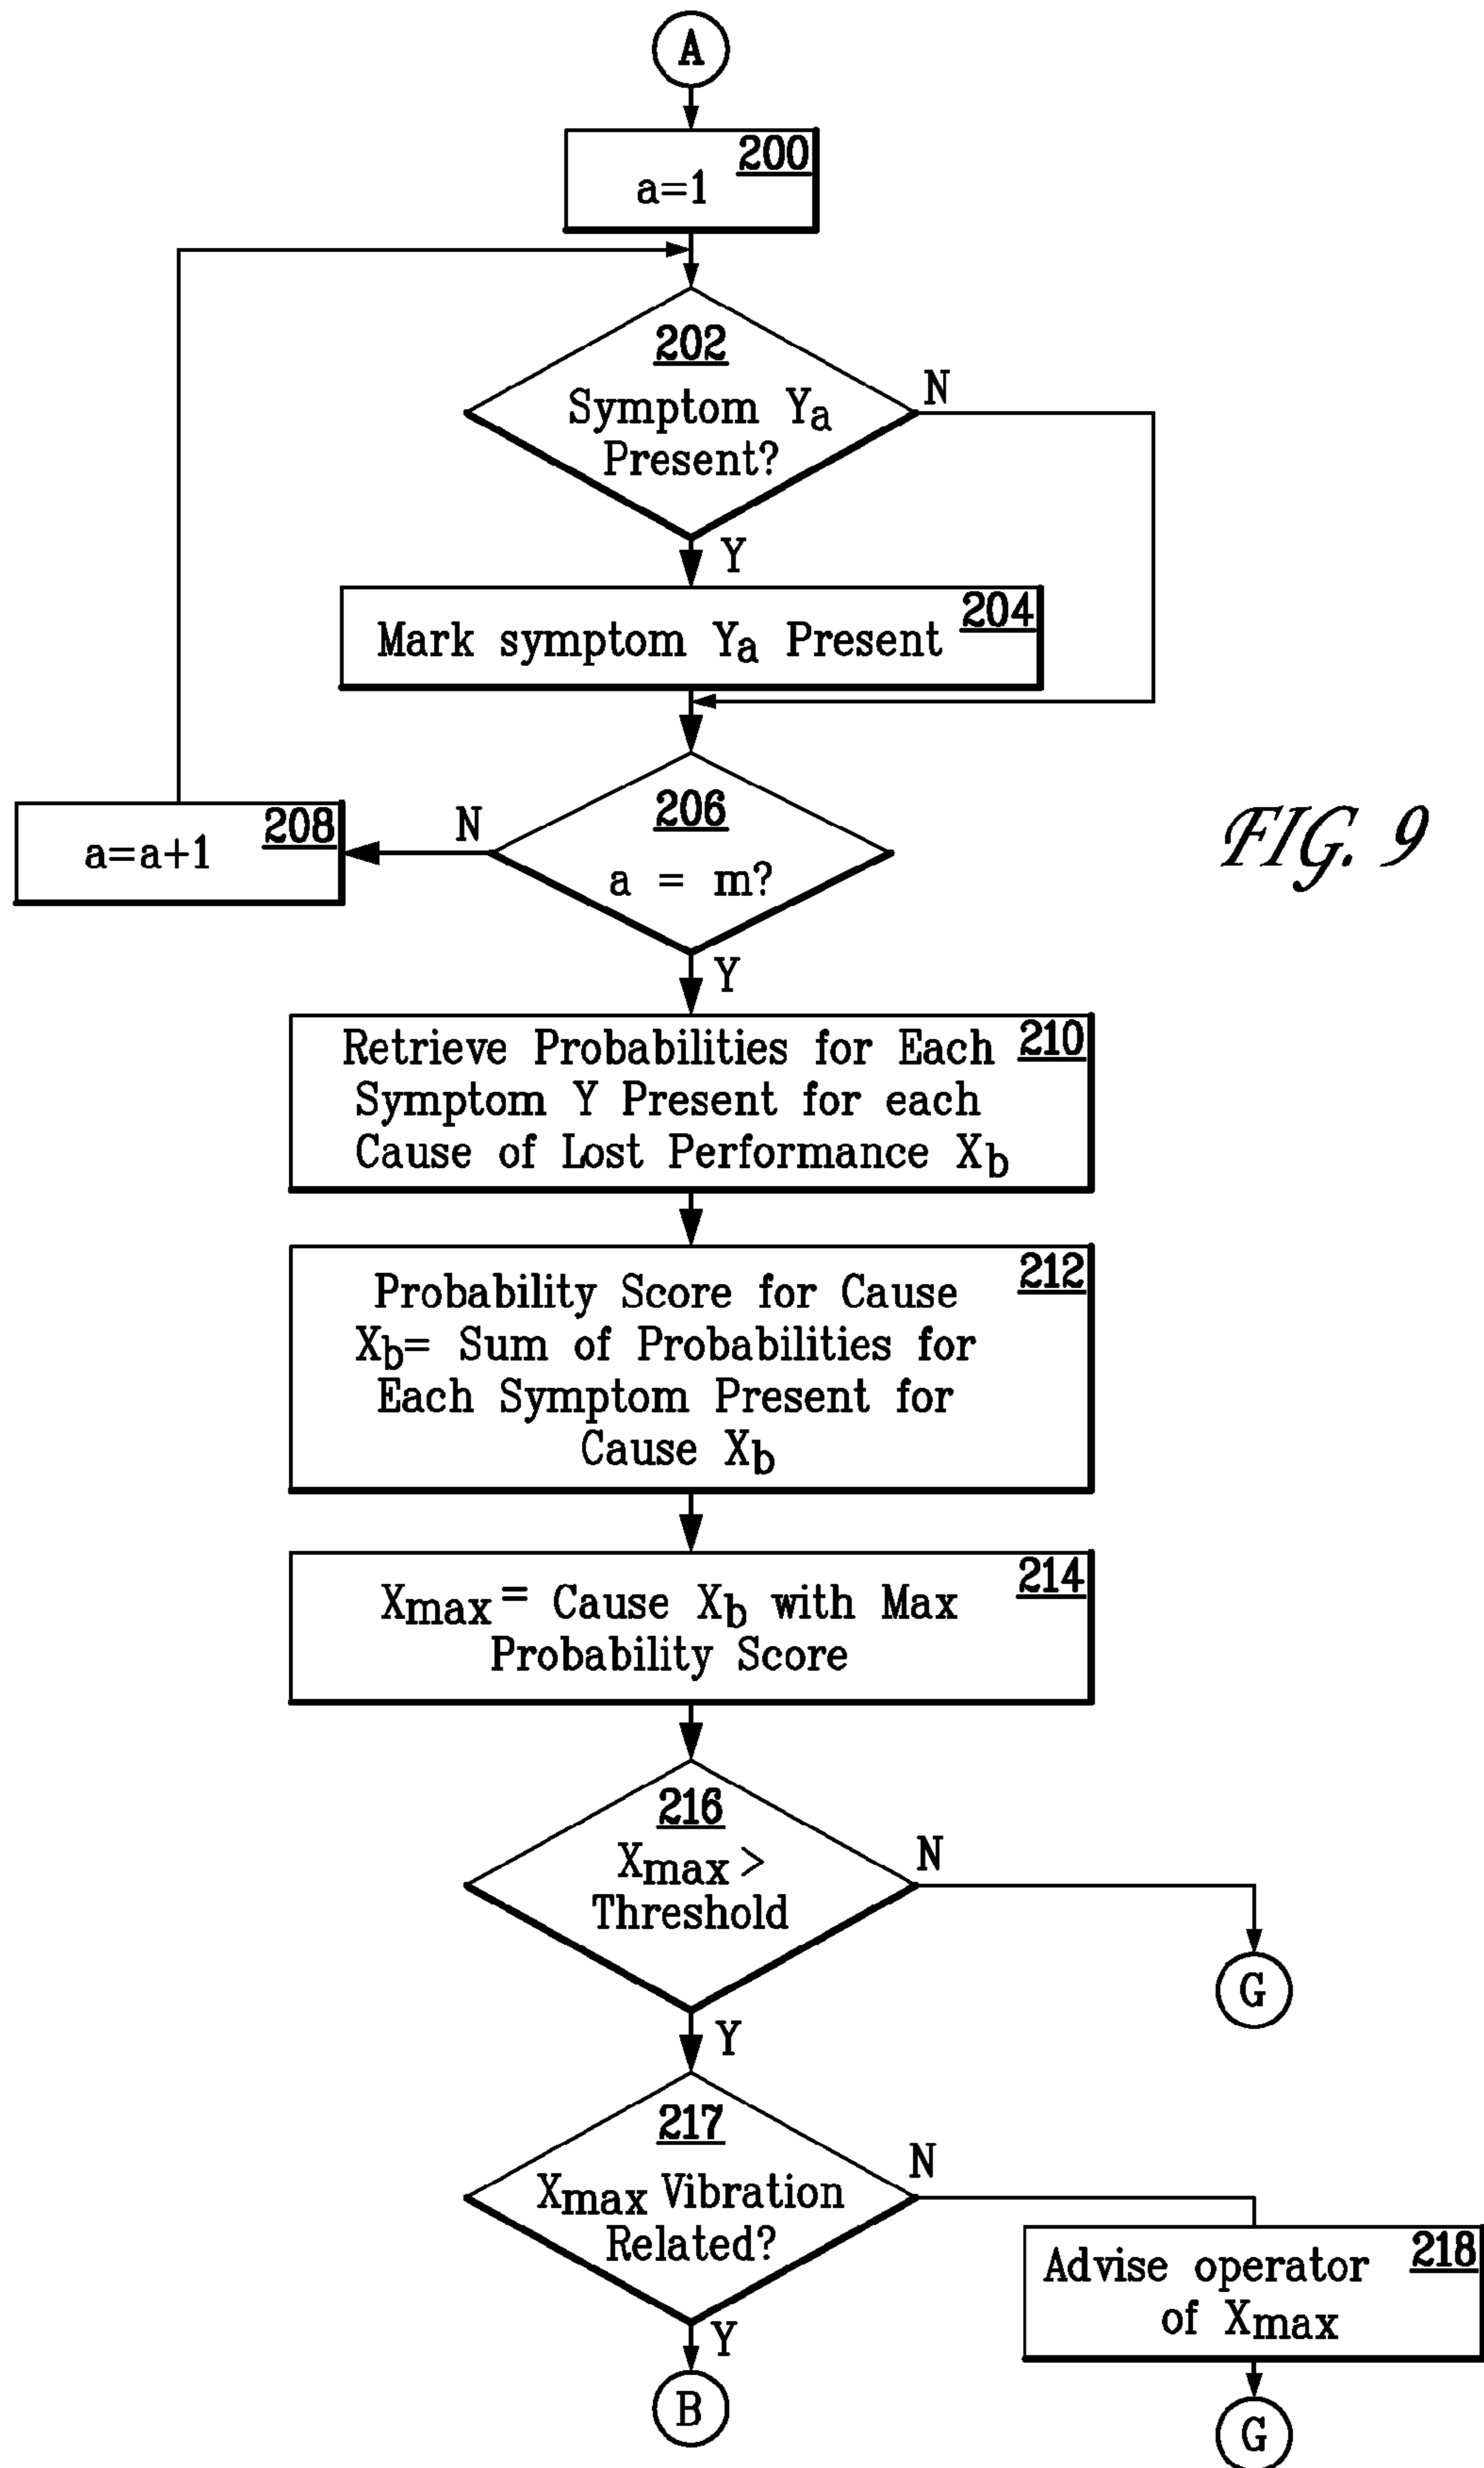 A
200
a=1
202
Symptom Ya
Present?
N
Y
204
Mark symptom Ya Present
206
a = m?
N
208
a=a+1
Y
FIG. 9
210
Retrieve Probabilities for Each
Symptom Y Present for each
Cause of Lost Performance Xb
212
Probability Score for Cause
Xb= Sum of Probabilities for
Each Symptom Present for
Cause Xb
214
Xmax = Cause Xb with Max
Probability Score
216
Xmax >
Threshold
N
G
Y
217
Xmax Vibration
Related?
N
218
Advise operator
of Xmax
Y
B
G